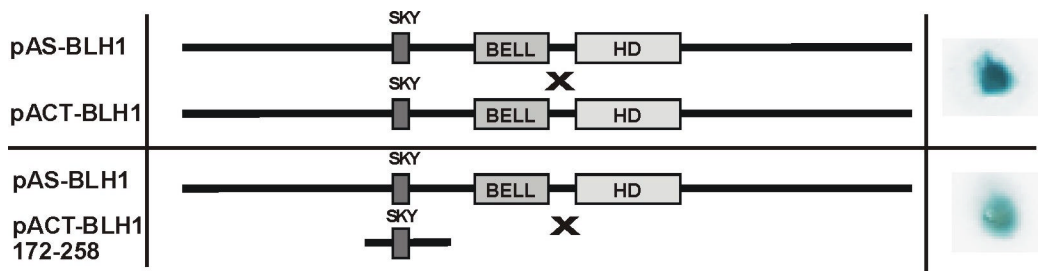 SKY
pAS-BLH1
BELL HD
X
SKY
pACT-BLH1
BELL HD
SKY
pAS-BLH1
BELL HD
SKY
pACT-BLH1
X
172-258